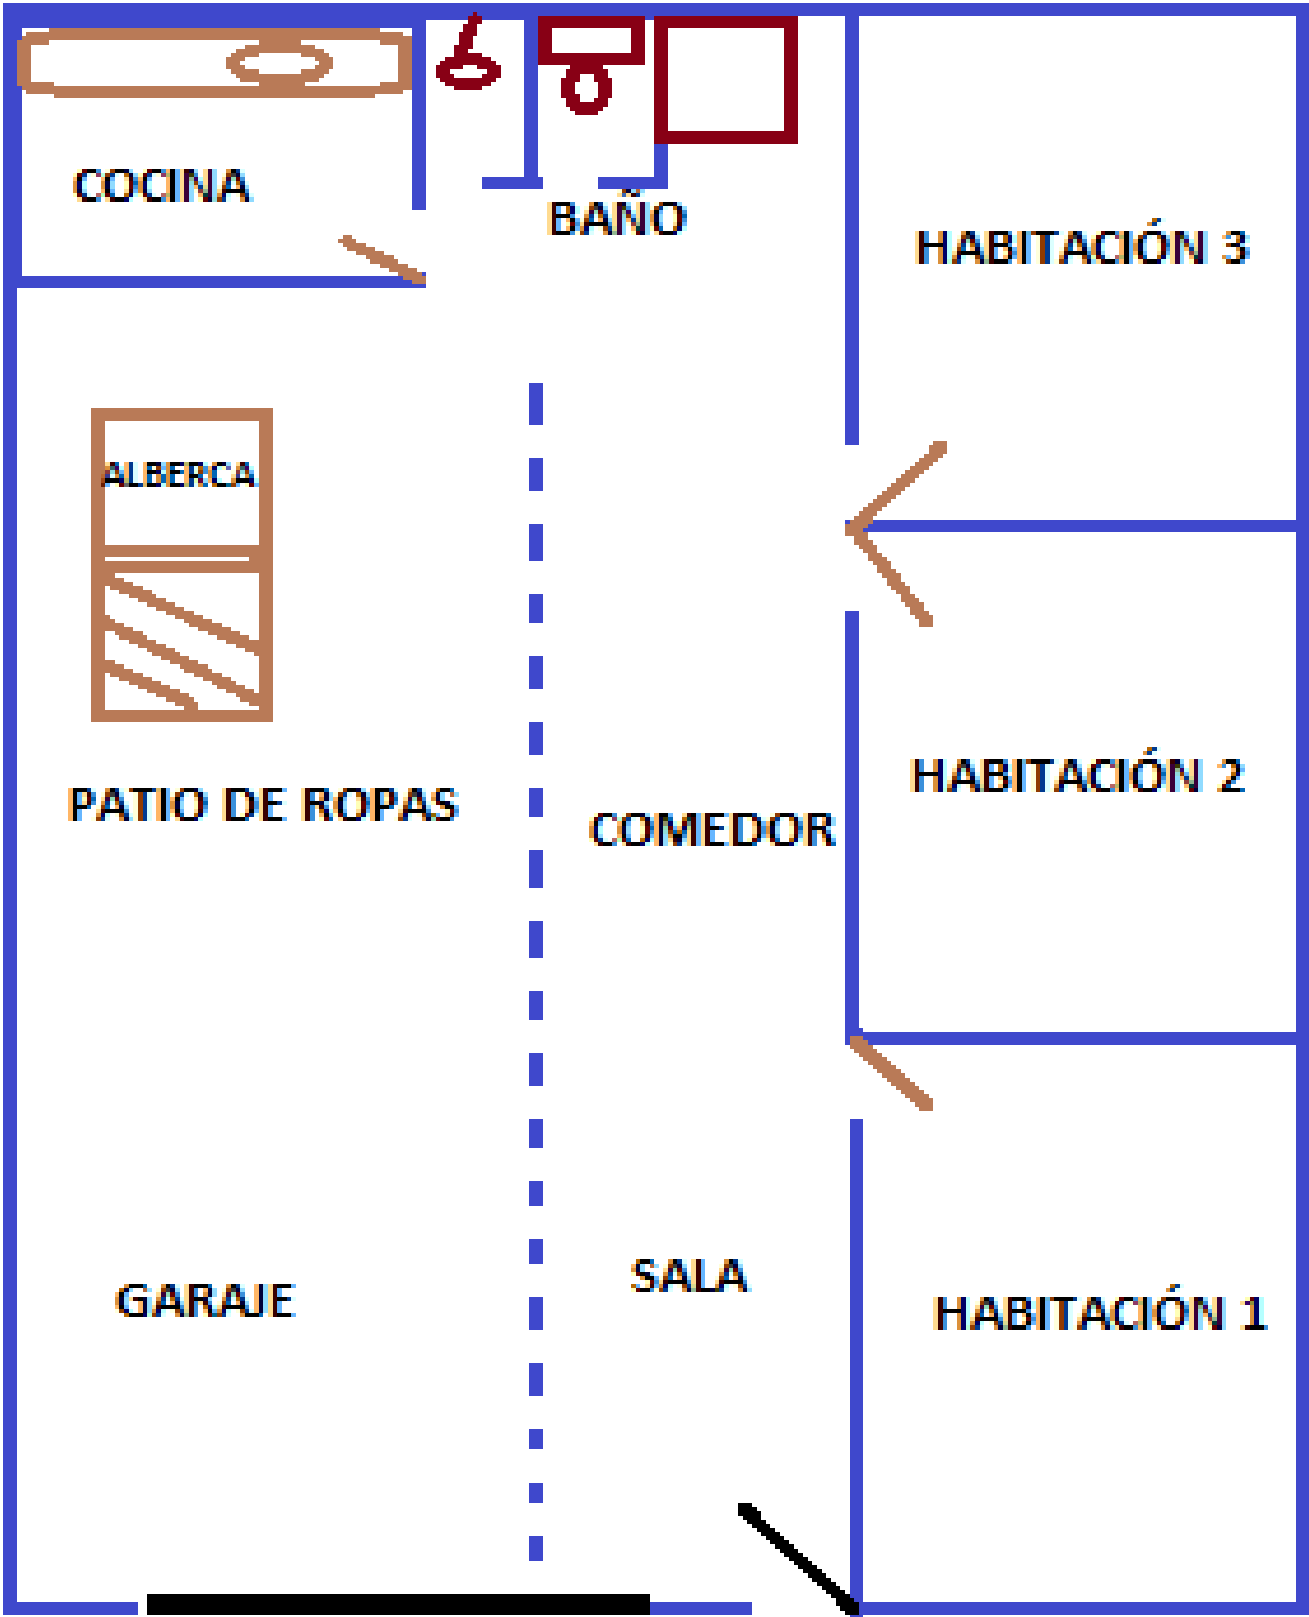 COCINA
BAÑO
HABITACIÓN 3
ALBERCA
PATIO DE ROPAS
COMEDOR
HABITACIÓN 2
GARAJE
SALA
HABITACIÓN 1